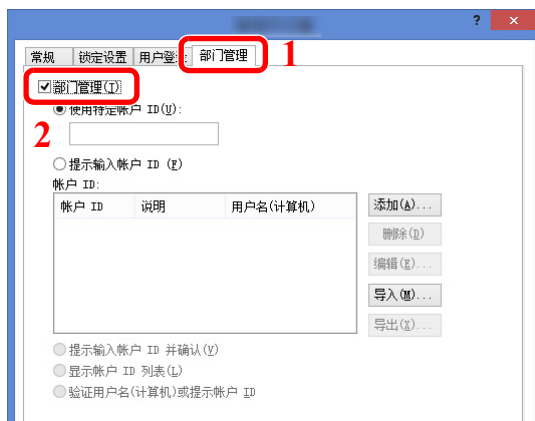 ? ×
常规 锁定设置 用户登 部门管理 1
部门管理(T)
使用特定帐户 ID(U):
2
提示输入帐户 ID (P)
帐户 ID:
帐户 ID 说明 用户名(计算机)
添加(A)...
删除(D)
编辑(E)...
导入(M)...
导出(X)...
提示输入帐户 ID 并确认(V)
显示帐户 ID 列表(L)
验证用户名(计算机)或提示帐户 ID